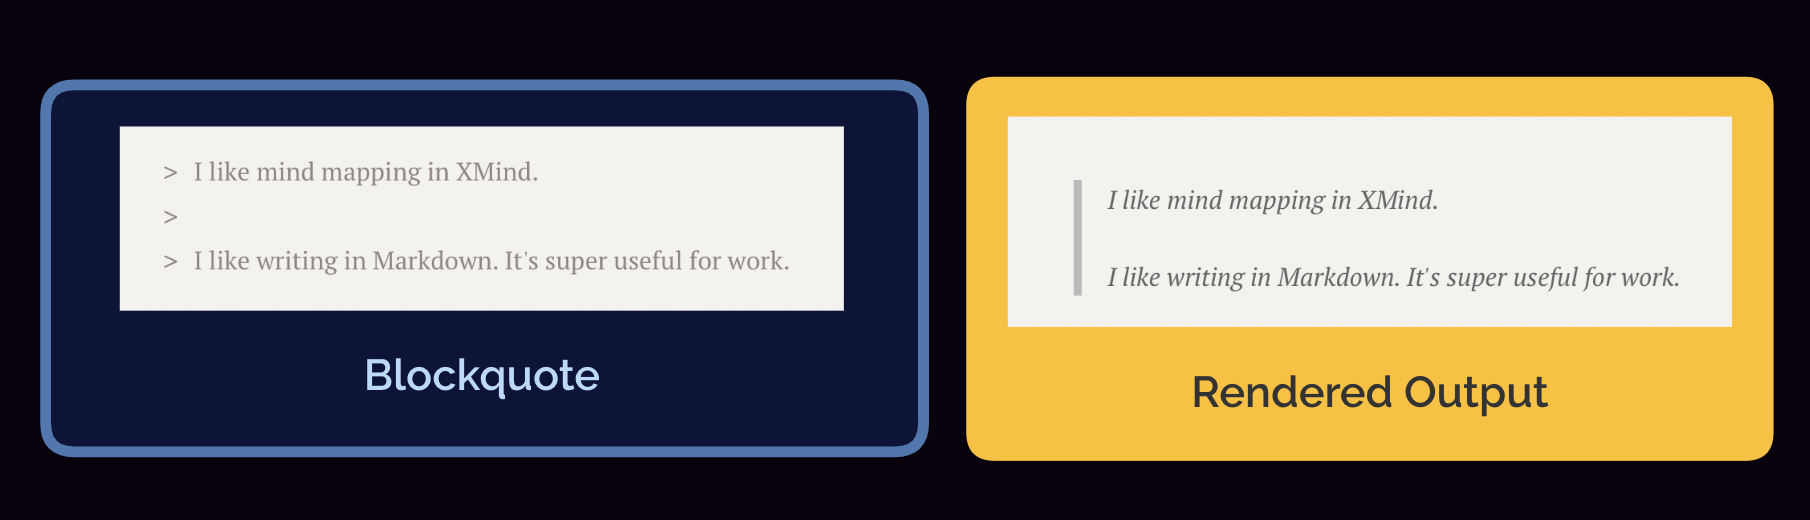 > I like mind mapping in XMind.
>
> I like writing in Markdown. It's super useful for work.
Blockquote
I like mind mapping in XMind.
I like writing in Markdown. It's super useful for work.
Rendered Output